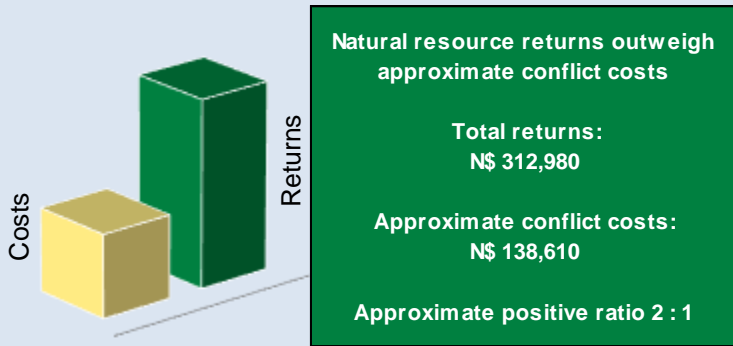 Costs
Returns
Natural resource returns outweigh
approximate conflict costs
Total returns:
N$ 312,980
Approximate conflict costs:
N$ 138,610
Approximate positive ratio 2 : 1